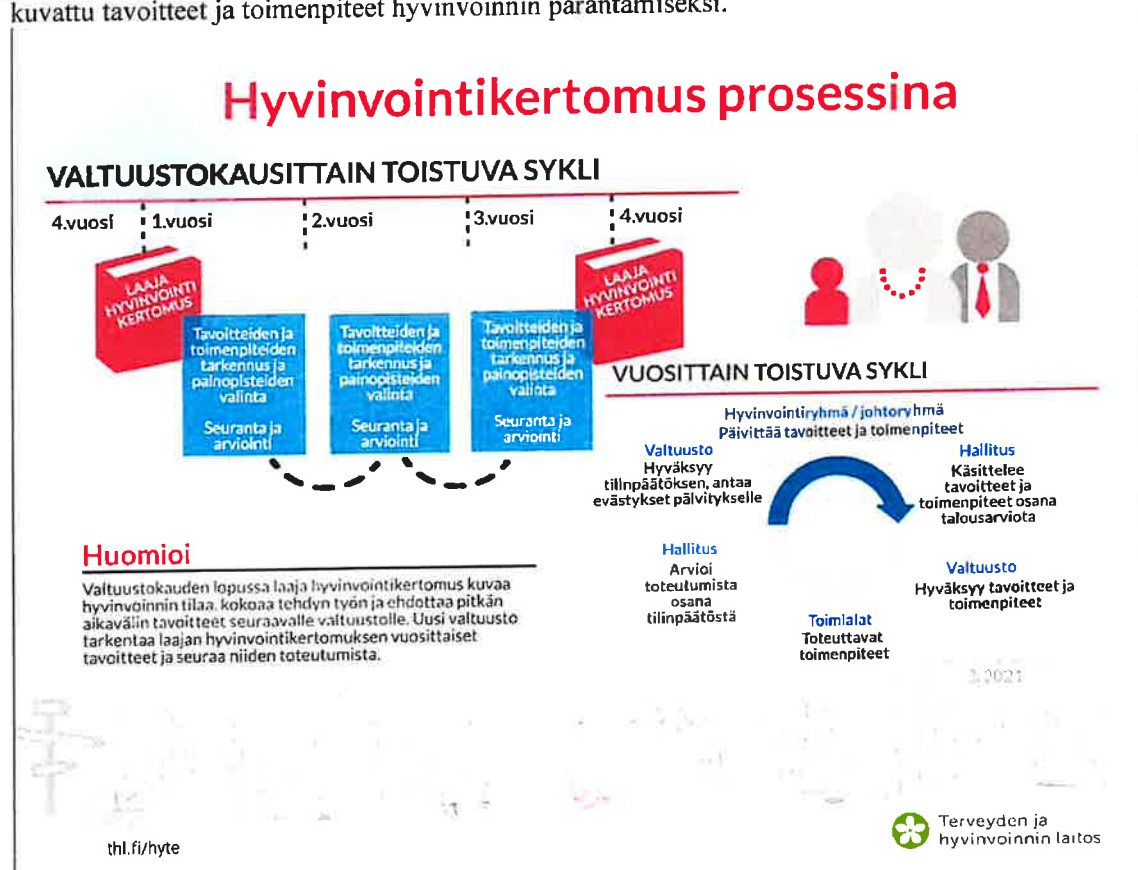 kuvattu tavoitteet ja toimenpiteet hyvinvoinnin parantamiseksi.
Hyvinvointikertomus prosessina
VALTUUSTOKAUSITTAIN TOISTUVA SYKLI
4.vuosi
1.vuosi
2.vuosi
3.vuosi
4.vuosi
LAAJA
HYVINVOINTI
KERTOMUS
Tavoitteiden ja
toimenpiteiden
tarkennus ja
painopisteiden
valinta
Seuranta ja
arviointi
Tavoitteiden ja
toimenpiteiden
tarkennus ja
painopisteiden
valinta
Seuranta ja
arviointi
Tavoitteiden ja
toimenpiteiden
tarkennus ja
painopisteiden
valinta
Seuranta ja
arviointi
LAAJA
HYVINVOINTI
KERTOMUS
VUOSITTAIN TOISTUVA SYKLI
Hyvinvointiryhmä / johtoryhmä
Päivittää tavoitteet ja toimenpiteet
Valtuusto
Hyväksyy
tilinpäätöksen, antaa
evästykset päivitykselle
Hallitus
Käsittelee
tavoitteet ja
toimenpiteet osana
talousarviota
Hallitus
Arvioi
toteutumista
osana
tilinpäätöstä
Valtuusto
Hyväksyy tavoitteet ja
toimenpiteet
Toimialat
Toteuttavat
toimenpiteet
Huomioi
Valtuustokauden lopussa laaja hyvinvointikertomus kuvaa
hyvinvoinnin tilaa, kokoaa tehdyn työn ja ehdottaa pitkän
aikavälin tavoitteet seuraavalle valtuustolle. Uusi valtuusto
tarkentaa laajan hyvinvointikertomuksen vuosittaiset
tavoitteet ja seuraa niiden toteutumista.
2021
thl.fi/hyte
Terveyden ja
hyvinvoinnin laitos